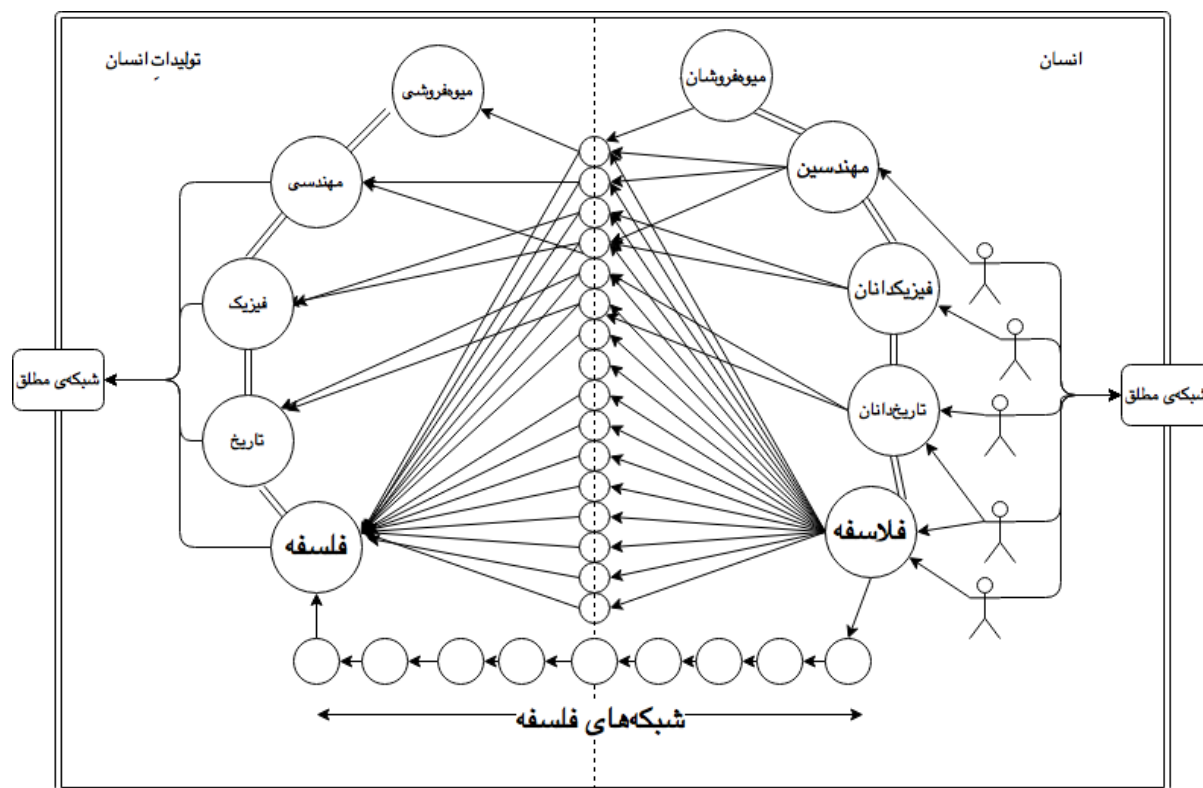 انسان
تولیداتِ انسان
میوه‌فروشان
میوه‌فروشی
مهندسین
مهندسی
فیزیکدانان
فیزیک
شبکه‌ی مطلق
شبکه‌ی مطلق
تاریخ‌دانان
تاریخ
فلاسفه
فلسفه
شبکه‌های فلسفه